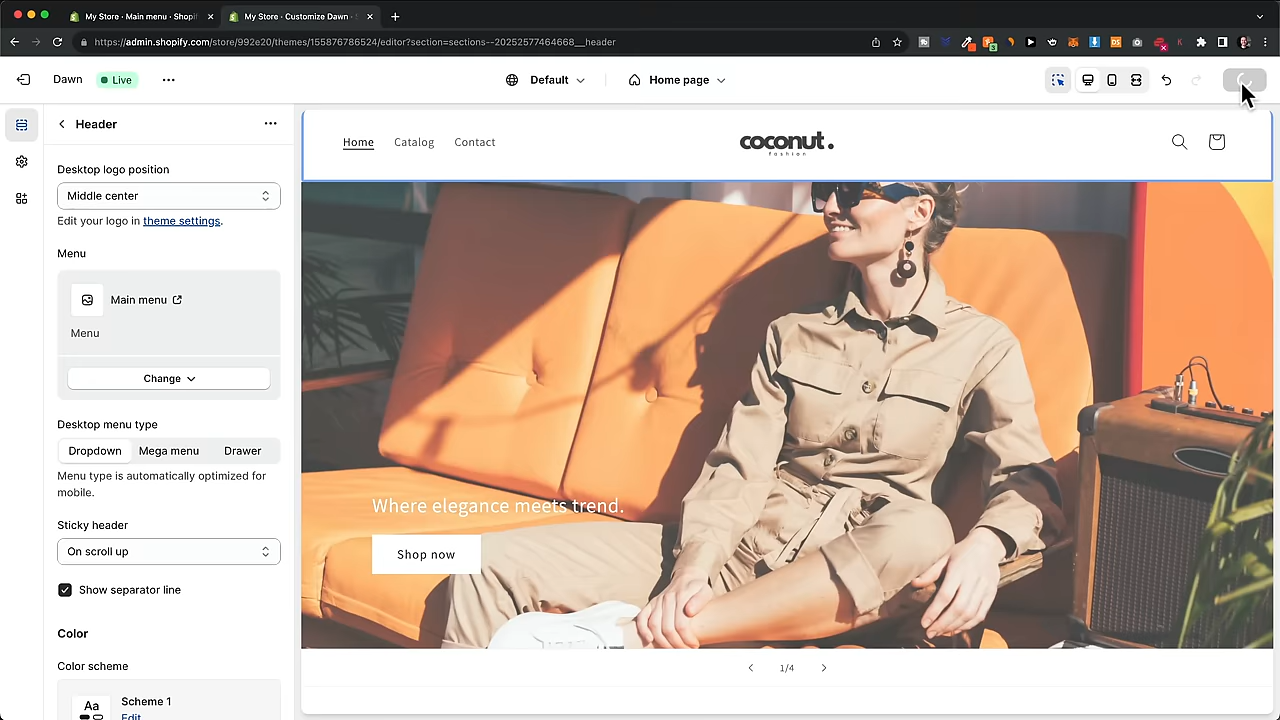 My Store · Main menu · Shopif
My Store · Customize Dawn ·
https://admin.shopify.com/store/992e20/themes/155876786524/editor?section=sections--20252577464668__header
Dawn
Live
Default
Home page
Header
Desktop logo position
Middle center
Edit your logo in theme settings.
Menu
Main menu
Menu
Change
Desktop menu type
Dropdown
Mega menu
Drawer
Menu type is automatically optimized for
mobile.
Sticky header
On scroll up
Show separator line
Color
Color scheme
Aa
Scheme 1
Edit
Home
Catalog
Contact
coconut.
fashion
Where elegance meets trend.
Shop now
1/4